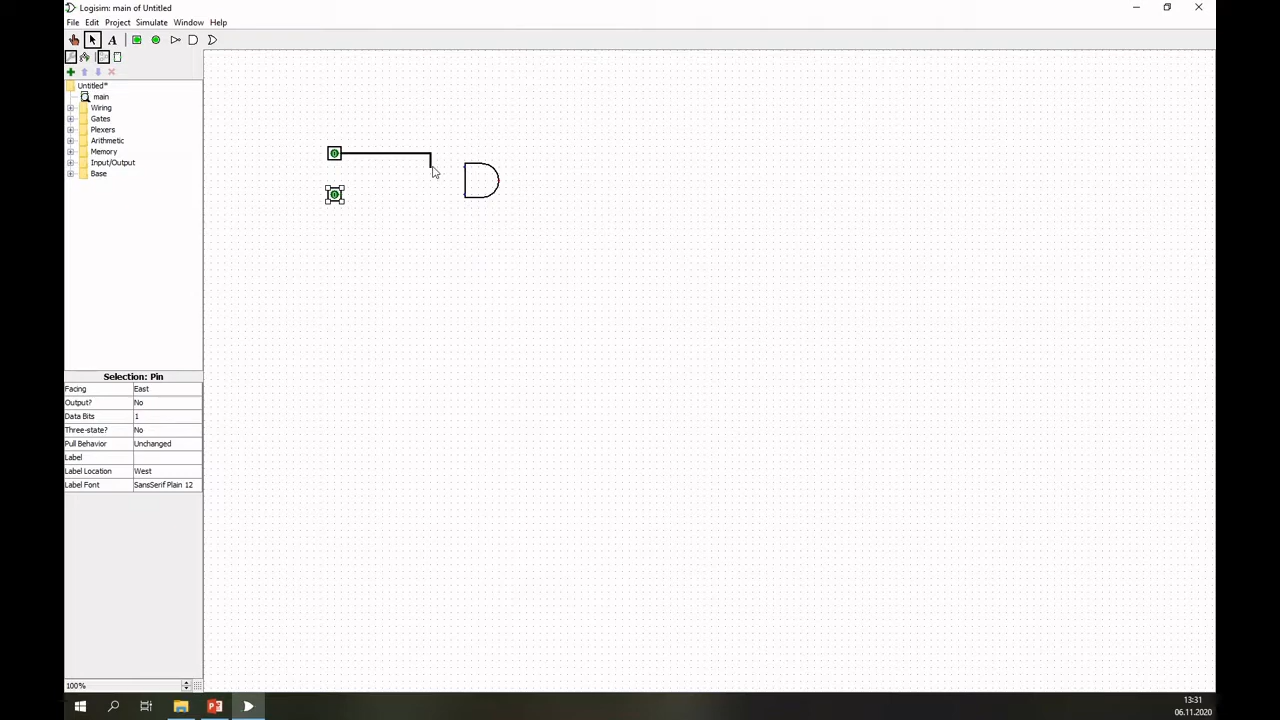 Logisim: main of Untitled
File Edit Project Simulate Window Help
A
Untitled*
main
Wiring
Gates
Plexers
Arithmetic
Memory
Input/Output
Base
Selection: Pin
Facing East
Output? No
Data Bits 1
Three-state? No
Pull Behavior Unchanged
Label
Label Location West
Label Font SansSerif Plain 12
100%
13:31
06.11.2020